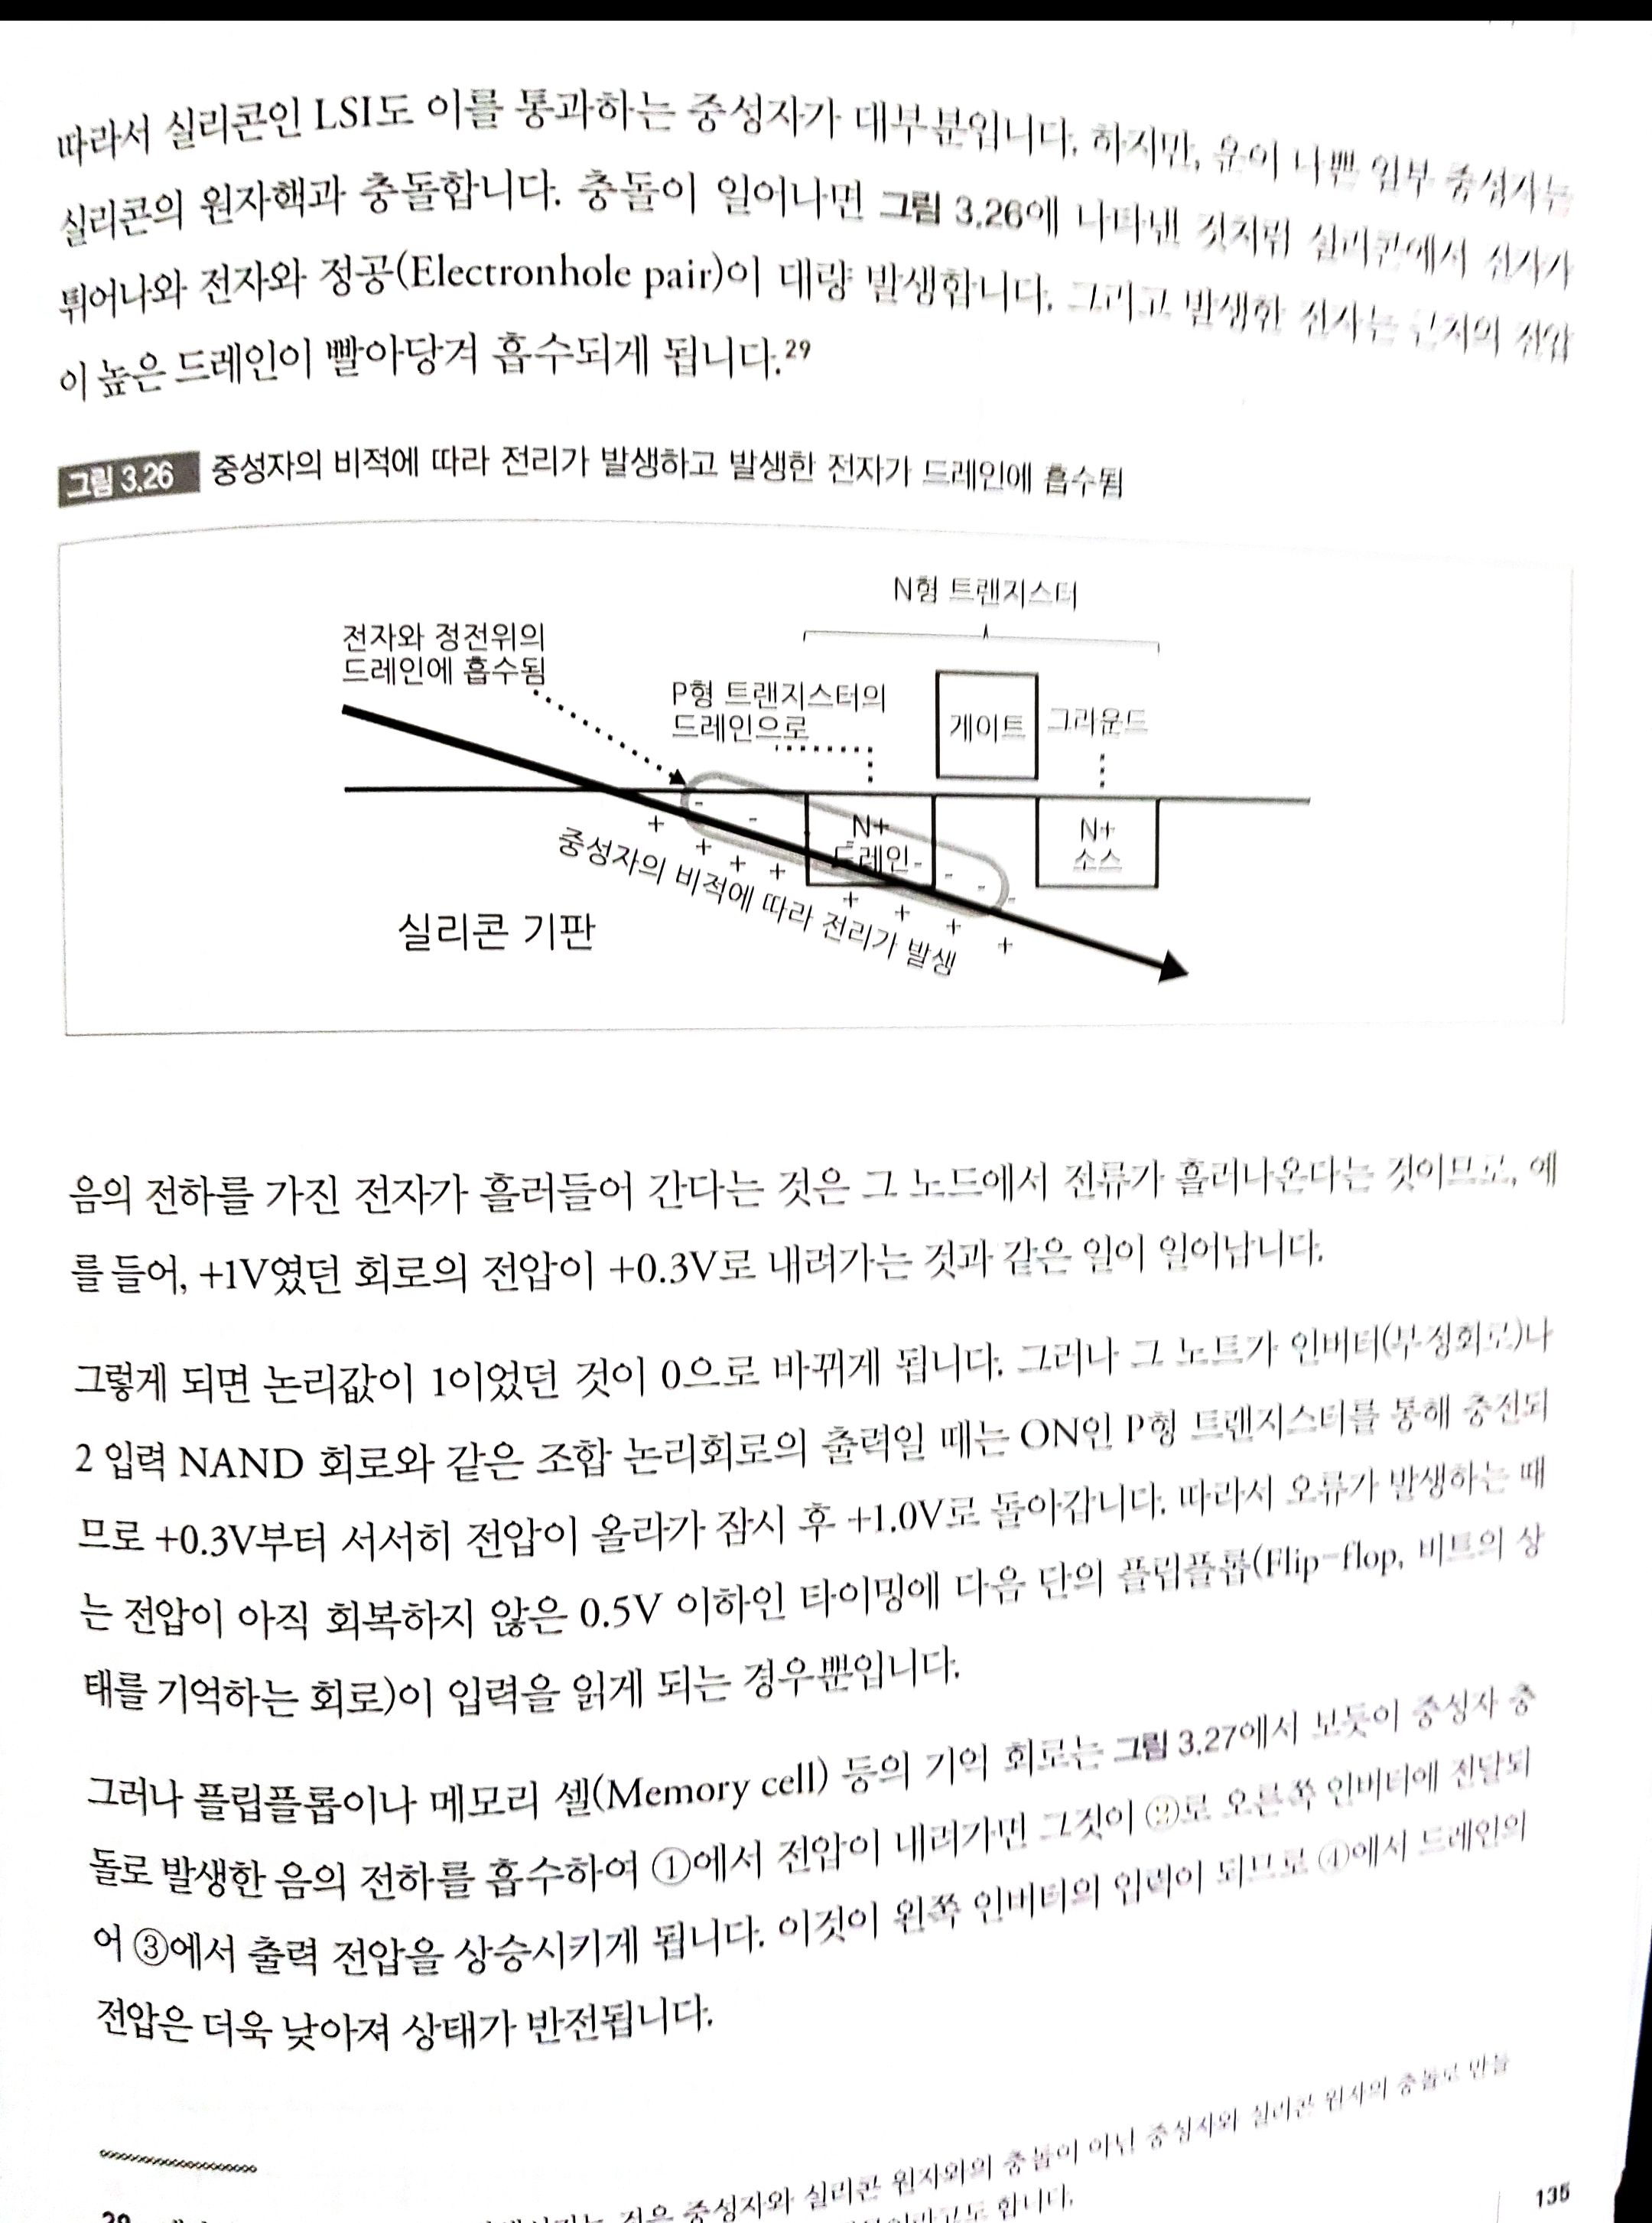 따라서 실리콘인 LSI도 이를 통과하는 중성자가 대부분입니다. 하지만, 운이 나쁜 일부 중성자는
실리콘의 원자핵과 충돌합니다. 충돌이 일어나면 그림 3.26에 나타낸 것처럼 실리콘에서 전자가
튀어나와 전자와 정공(Electronhole pair)이 대량 발생합니다. 그리고 발생한 전자는 근처의 전압
이 높은 드레인이 빨아당겨 흡수되게 됩니다.29
그림 3.26 중성자의 비적에 따라 전리가 발생하고 발생한 전자가 드레인에 흡수됨
N형 트랜지스터
전자와 정전위의
드레인에 흡수됨
P형 트랜지스터의
드레인으로
게이트
그라운드
N+
드레인
N+
소스
중성자의 비적에 따라 전리가 발생
실리콘 기판
음의 전하를 가진 전자가 흘러들어 간다는 것은 그 노드에서 전류가 흘러나온다는 것이므로, 예
를 들어, +1V였던 회로의 전압이 +0.3V로 내려가는 것과 같은 일이 일어납니다.
그렇게 되면 논리값이 1이었던 것이 0으로 바뀌게 됩니다. 그러나 그 노트가 인버터(부정회로)나
2 입력 NAND 회로와 같은 조합 논리회로의 출력일 때는 ON인 P형 트랜지스터를 통해 충전되
므로 +0.3V부터 서서히 전압이 올라가 잠시 후 +1.0V로 돌아갑니다. 따라서 오류가 발생하는 때
는 전압이 아직 회복하지 않은 0.5V 이하인 타이밍에 다음 단의 플립플롭(Flip-flop, 비트의 상
태를 기억하는 회로)이 입력을 읽게 되는 경우뿐입니다.
그러나 플립플롭이나 메모리 셀(Memory cell) 등의 기억 회로는 그림 3.27에서 보듯이 중성자 충
돌로 발생한 음의 전하를 흡수하여 ①에서 전압이 내려가면 그것이 ②로 오른쪽 인버터에 전달되
어 ③에서 출력 전압을 상승시키게 됩니다. 이것이 왼쪽 인버터의 입력이 되므로 ④에서 드레인의
전압은 더욱 낮아져 상태가 반전됩니다.
것은 중성자와 실리콘 원자와의 충돌이 아닌 중성자와 실리콘 원자의 충돌로 만들
합니다.
135